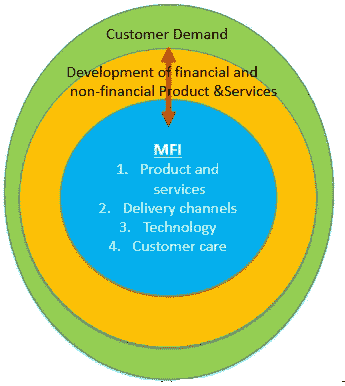 Customer Demand
Development of financial and
non-financial Product &Services
MFI
1. Product and
services
2. Delivery channels
3. Technology
4. Customer care